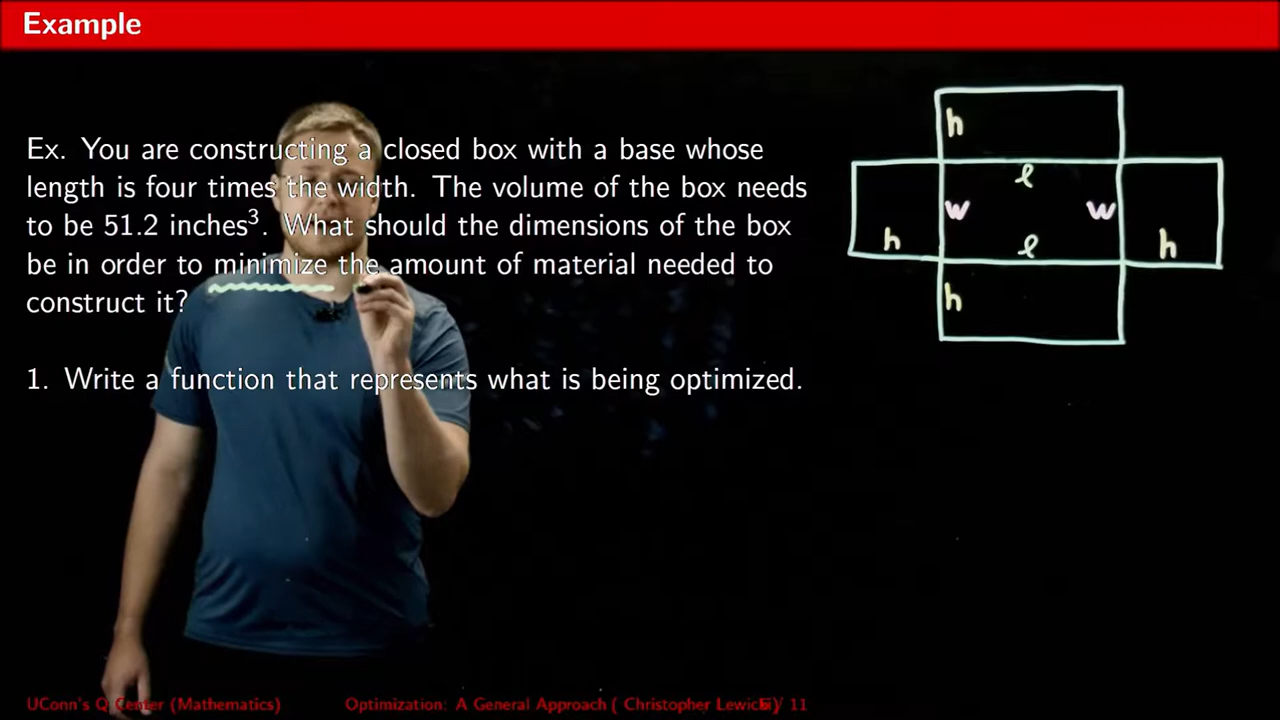 Example
Ex. You are constructing a closed box with a base whose
length is four times the width. The volume of the box needs
to be 51.2 inches³. What should the dimensions of the box
be in order to minimize the amount of material needed to
construct it?
1. Write a function that represents what is being optimized.
h
ℓ
w w
h ℓ h
h
UConn's Q Center (Mathematics) Optimization: A General Approach ( Christopher / 11